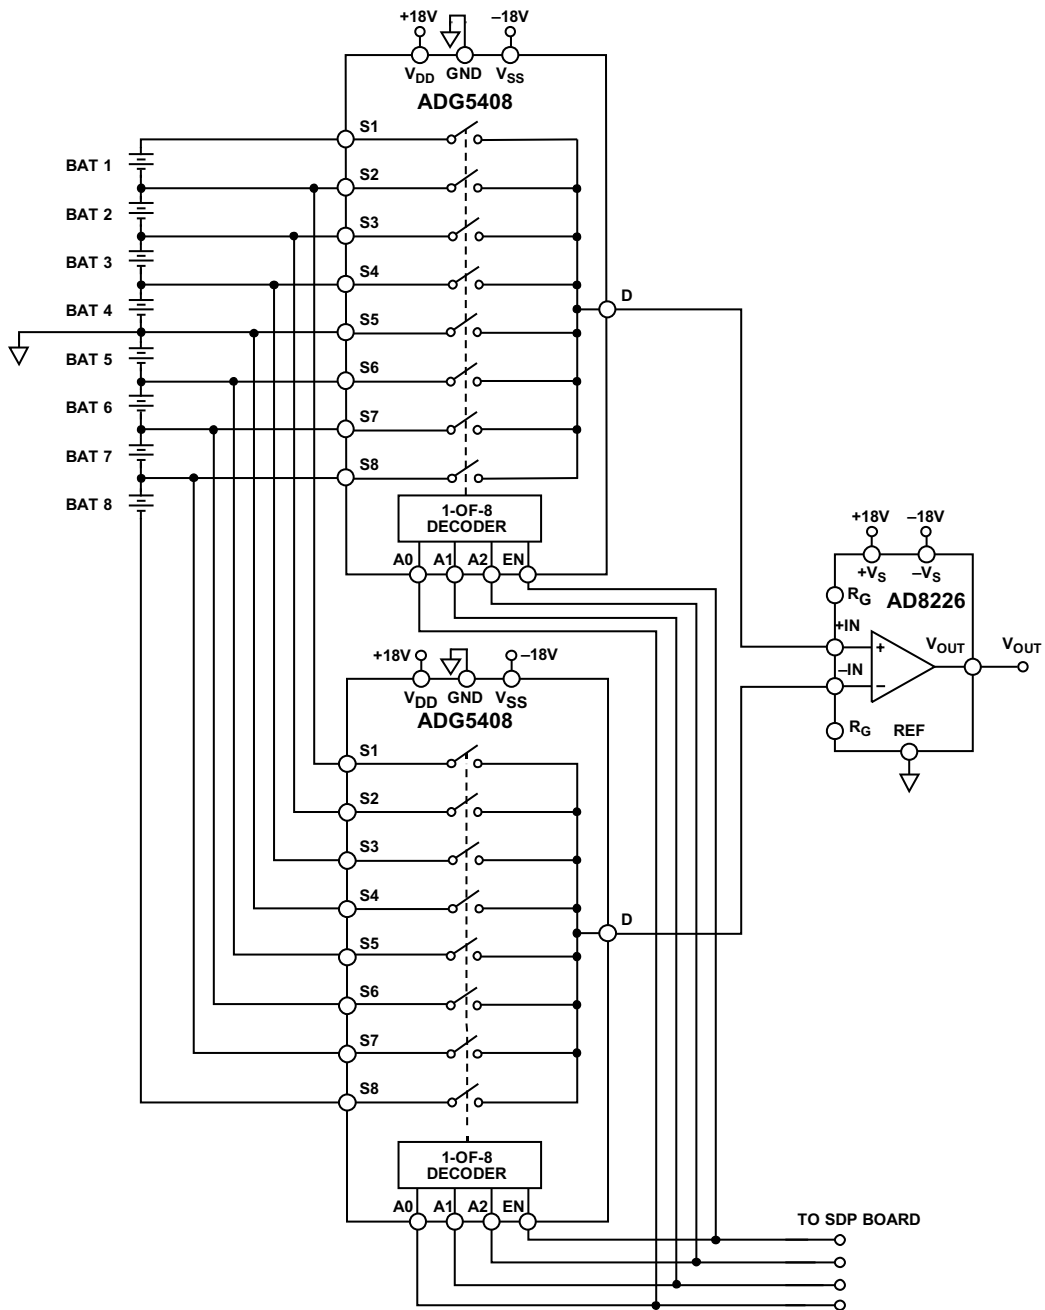 +18V
–18V
VDD
GND
VSS
ADG5408
S1
BAT 1
S2
BAT 2
S3
BAT 3
S4
BAT 4
D
S5
BAT 5
S6
BAT 6
S7
BAT 7
S8
BAT 8
1-OF-8
DECODER
A0
A1
A2
EN
+18V
–18V
+VS
–VS
RG
AD8226
+IN
+
VOUT
VOUT
–IN
–
RG
REF
+18V
–18V
VDD
GND
VSS
ADG5408
S1
S2
S3
S4
D
S5
S6
S7
S8
1-OF-8
DECODER
A0
A1
A2
EN
TO SDP BOARD